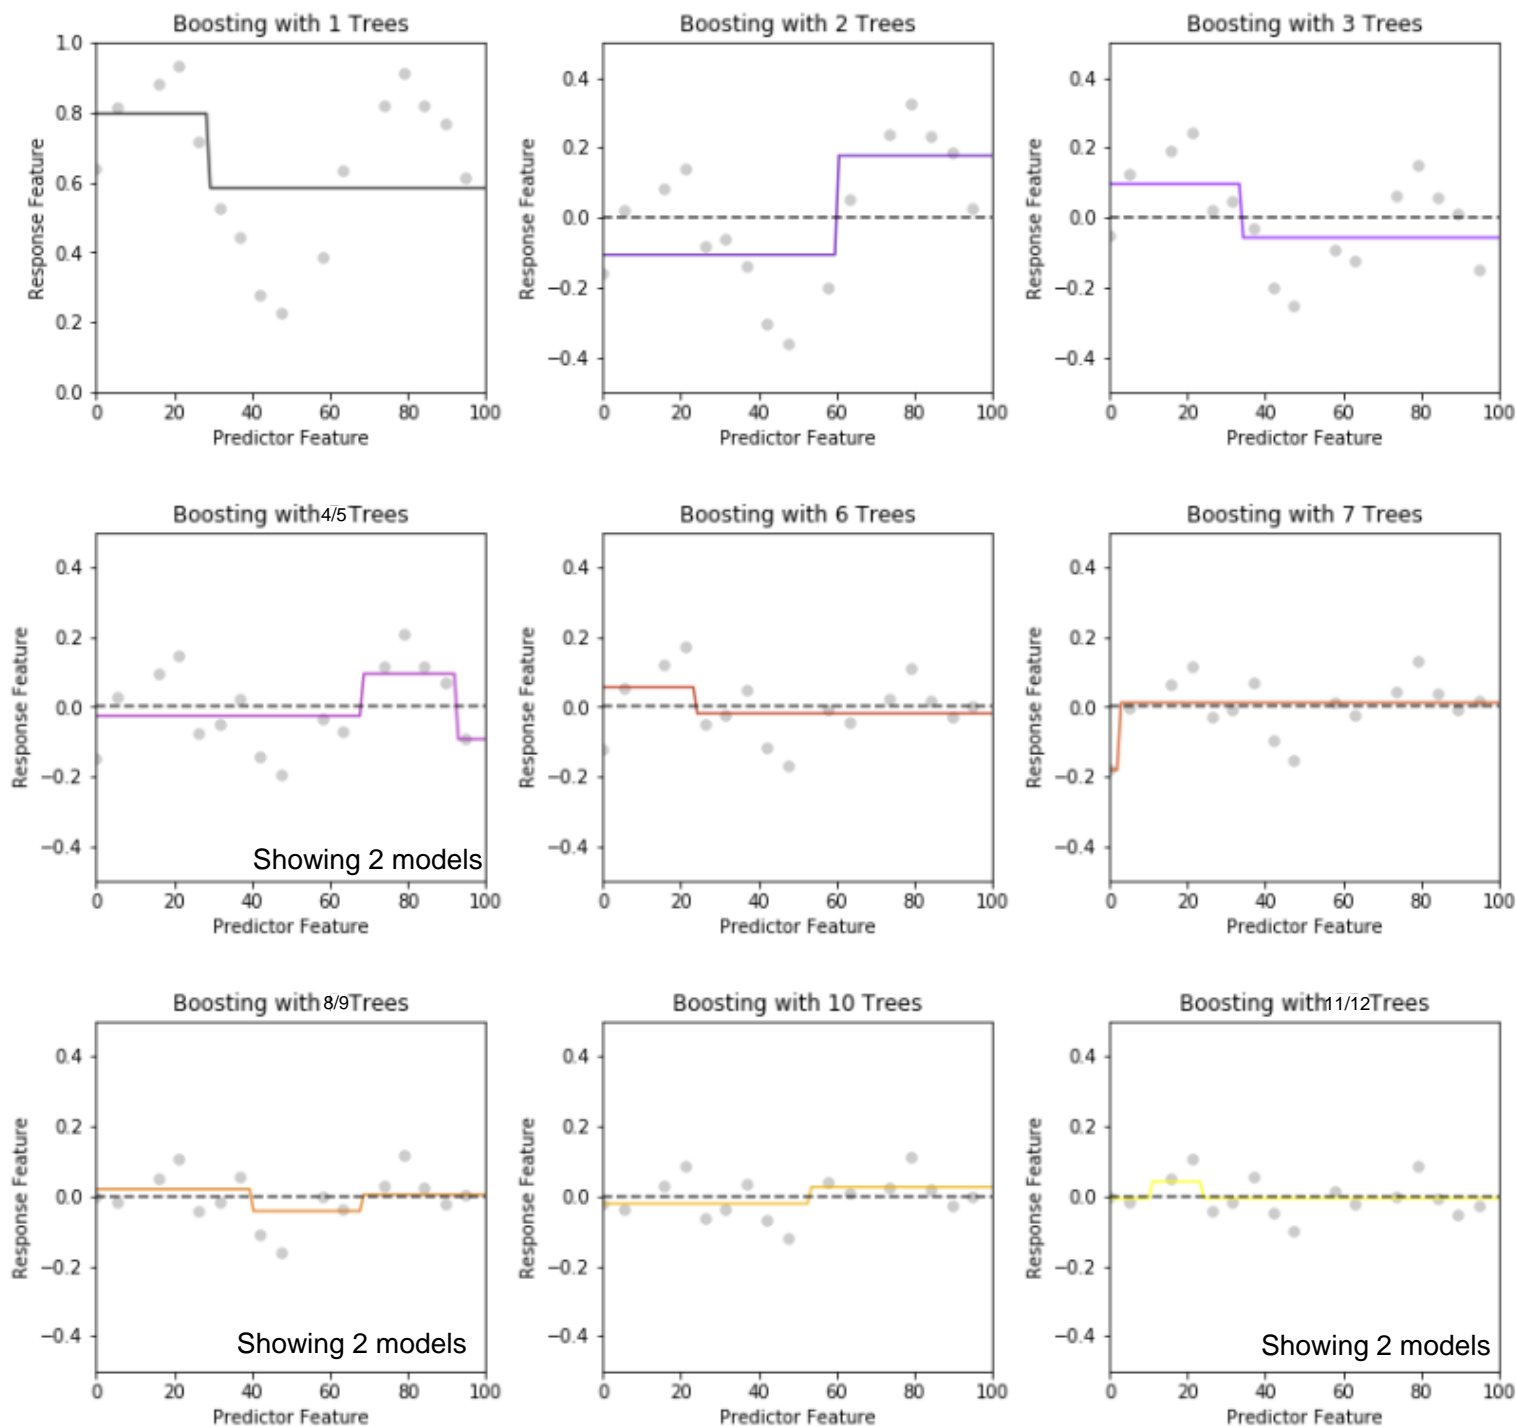 Boosting with 1 Trees
Boosting with 2 Trees
Boosting with 3 Trees
1.0
0.8
0.6
0.4
0.2
0.0
Response Feature
0 20 40 60 80 100
Predictor Feature
0.4
0.2
0.0
−0.2
−0.4
Response Feature
0 20 40 60 80 100
Predictor Feature
0.4
0.2
0.0
−0.2
−0.4
Response Feature
0 20 40 60 80 100
Predictor Feature
Boosting with 4/5 Trees
Boosting with 6 Trees
Boosting with 7 Trees
0.4
0.2
0.0
−0.2
−0.4
Response Feature
Showing 2 models
0 20 40 60 80 100
Predictor Feature
0.4
0.2
0.0
−0.2
−0.4
Response Feature
0 20 40 60 80 100
Predictor Feature
0.4
0.2
0.0
−0.2
−0.4
Response Feature
0 20 40 60 80 100
Predictor Feature
Boosting with 8/9 Trees
Boosting with 10 Trees
Boosting with 11/12 Trees
0.4
0.2
0.0
−0.2
−0.4
Response Feature
Showing 2 models
0 20 40 60 80 100
Predictor Feature
0.4
0.2
0.0
−0.2
−0.4
Response Feature
0 20 40 60 80 100
Predictor Feature
0.4
0.2
0.0
−0.2
−0.4
Response Feature
Showing 2 models
0 20 40 60 80 100
Predictor Feature